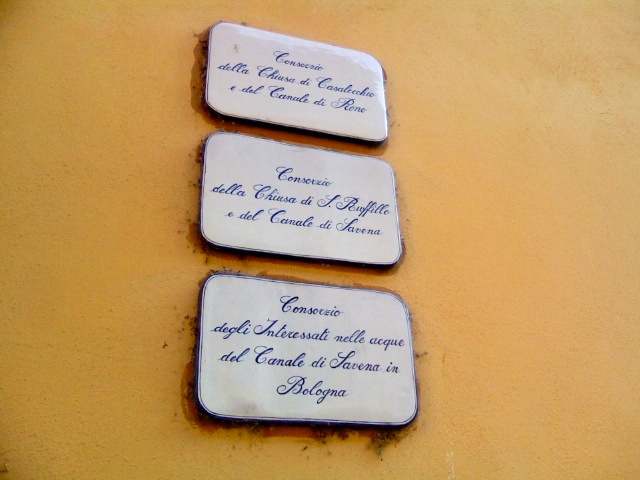 Consorzio
della Chiusa di Casalecchio
e del Canale di Reno
Consorzio
della Chiusa di S. Ruffillo
e del Canale di Savena
Consorzio
degli Interessati nelle acque
del Canale di Savena in
Bologna